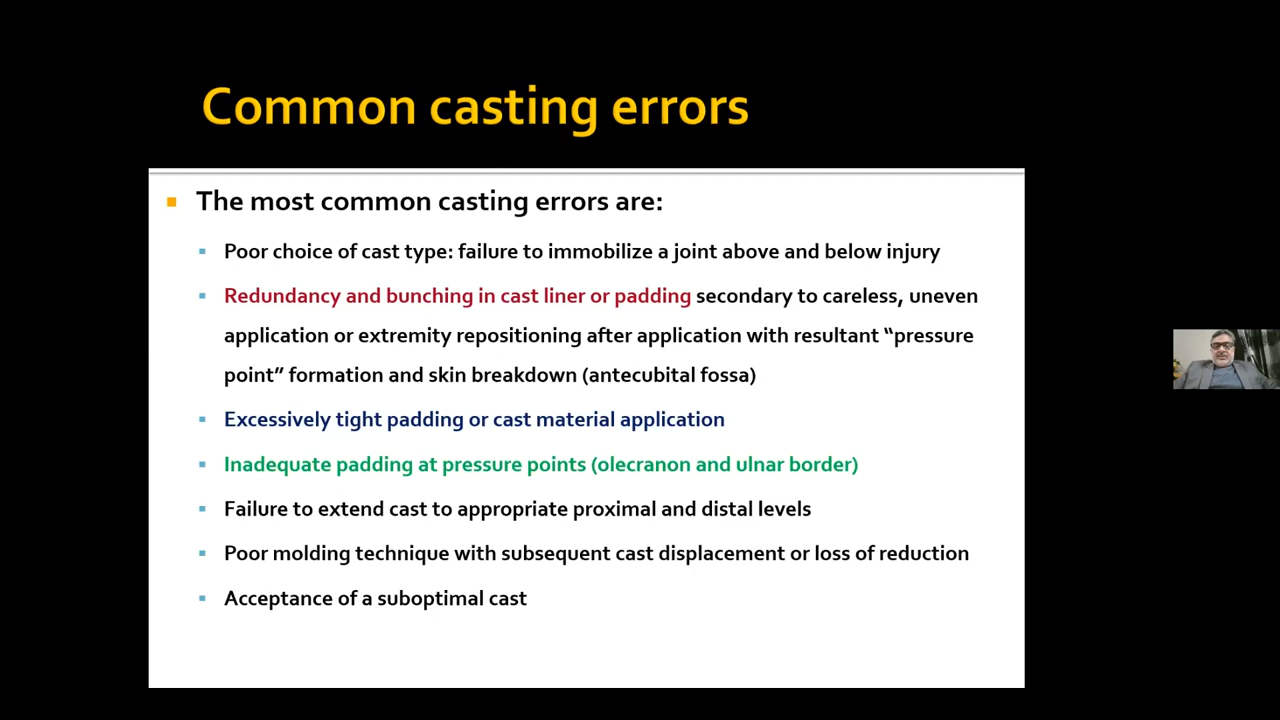 Common casting errors
The most common casting errors are:
Poor choice of cast type: failure to immobilize a joint above and below injury
Redundancy and bunching in cast liner or padding secondary to careless, uneven
application or extremity repositioning after application with resultant “pressure
point” formation and skin breakdown (antecubital fossa)
Excessively tight padding or cast material application
Inadequate padding at pressure points (olecranon and ulnar border)
Failure to extend cast to appropriate proximal and distal levels
Poor molding technique with subsequent cast displacement or loss of reduction
Acceptance of a suboptimal cast